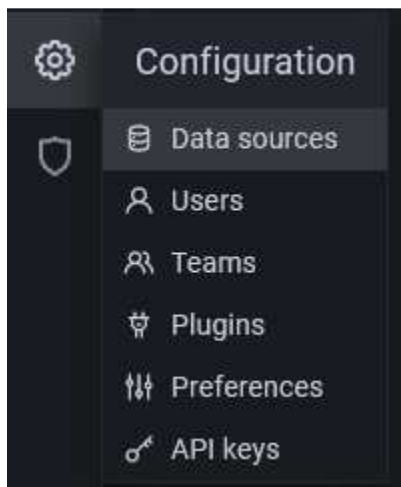 Configuration
Data sources
Users
Teams
Plugins
Preferences
API keys